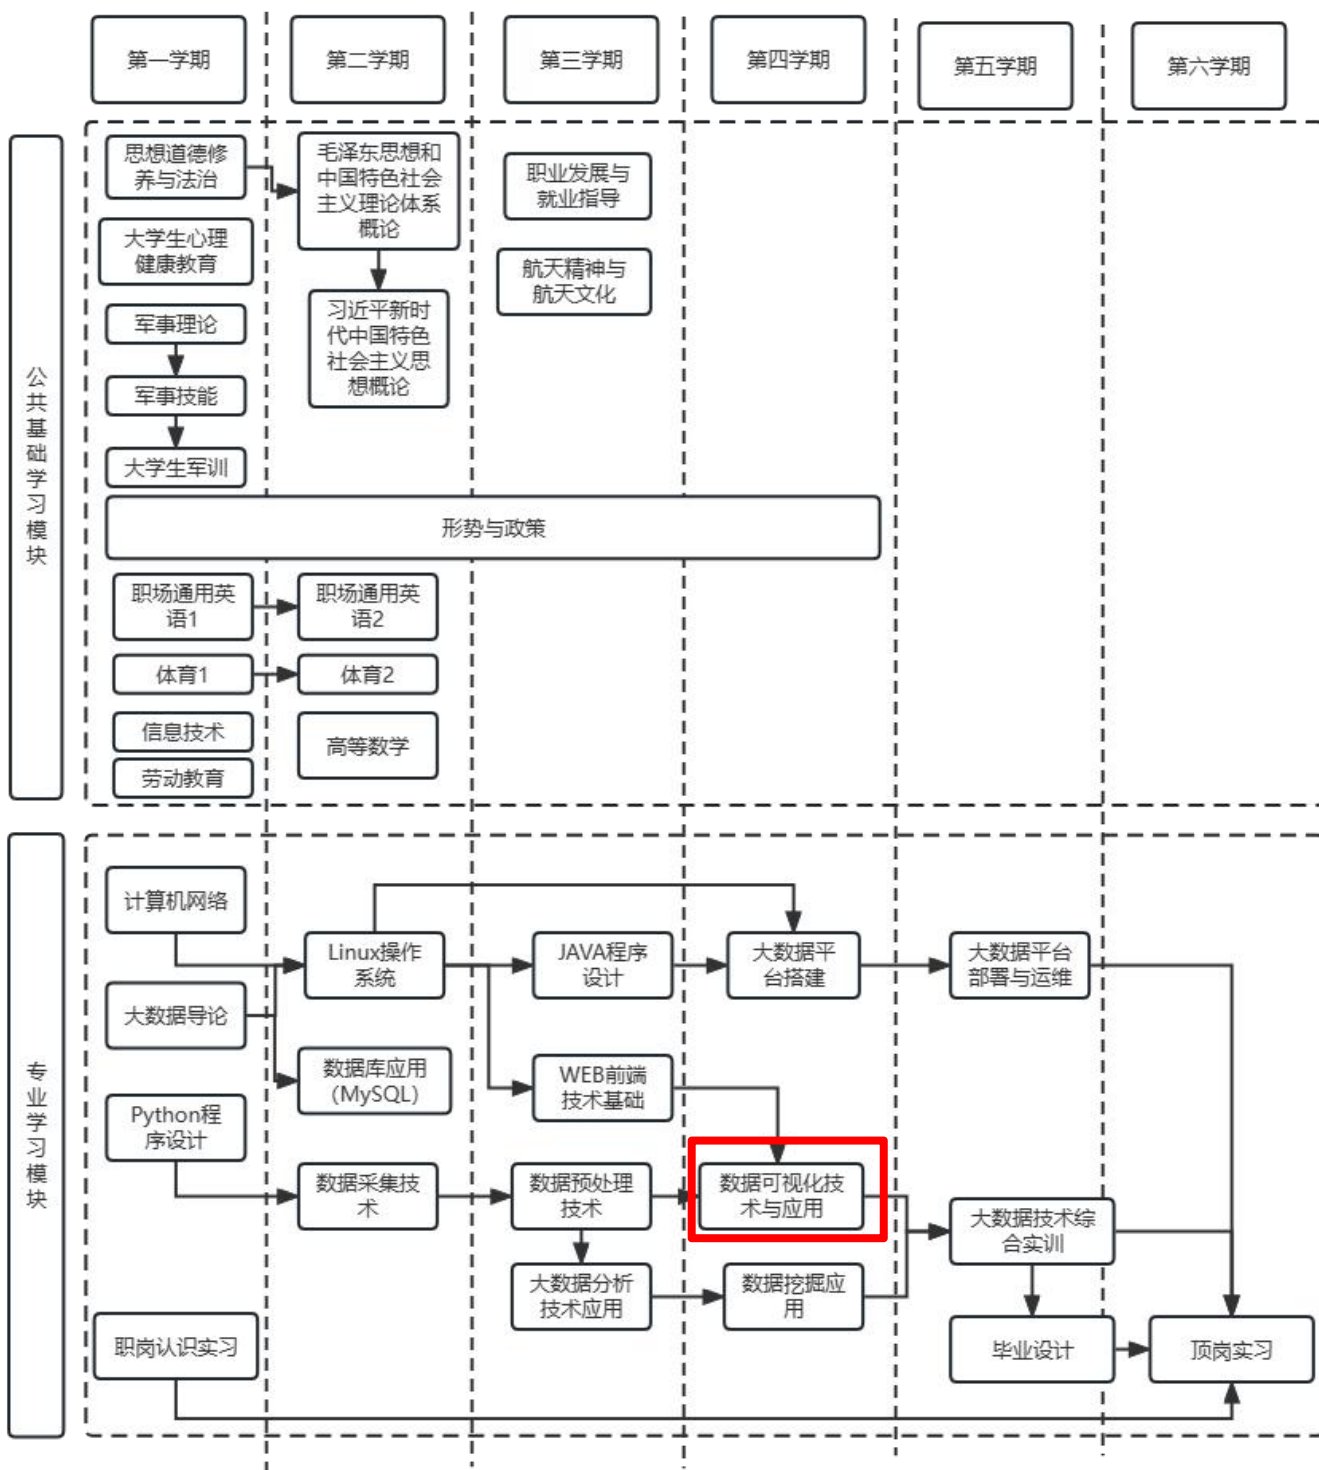 第一学期
第二学期
第三学期
第四学期
第五学期
第六学期
公共基础学习模块
思想道德修
养与法治
大学生心理
健康教育
军事理论
军事技能
大学生军训
毛泽东思想和
中国特色社会
主义理论体系
概论
习近平新时
代中国特色
社会主义思
想概论
职业发展与
就业指导
航天精神与
航天文化
形势与政策
职场通用英
语1
职场通用英
语2
体育1
体育2
信息技术
高等数学
劳动教育
专业学习模块
计算机网络
大数据导论
Python程
序设计
职岗认识实习
Linux操作
系统
数据库应用
（MySQL）
数据采集技
术
JAVA程序
设计
WEB前端
技术基础
数据预处理
技术
大数据分析
技术应用
大数据平
台搭建
数据可视化技
术与应用
数据挖掘应
用
大数据平台
部署与运维
大数据技术综
合实训
毕业设计
顶岗实习